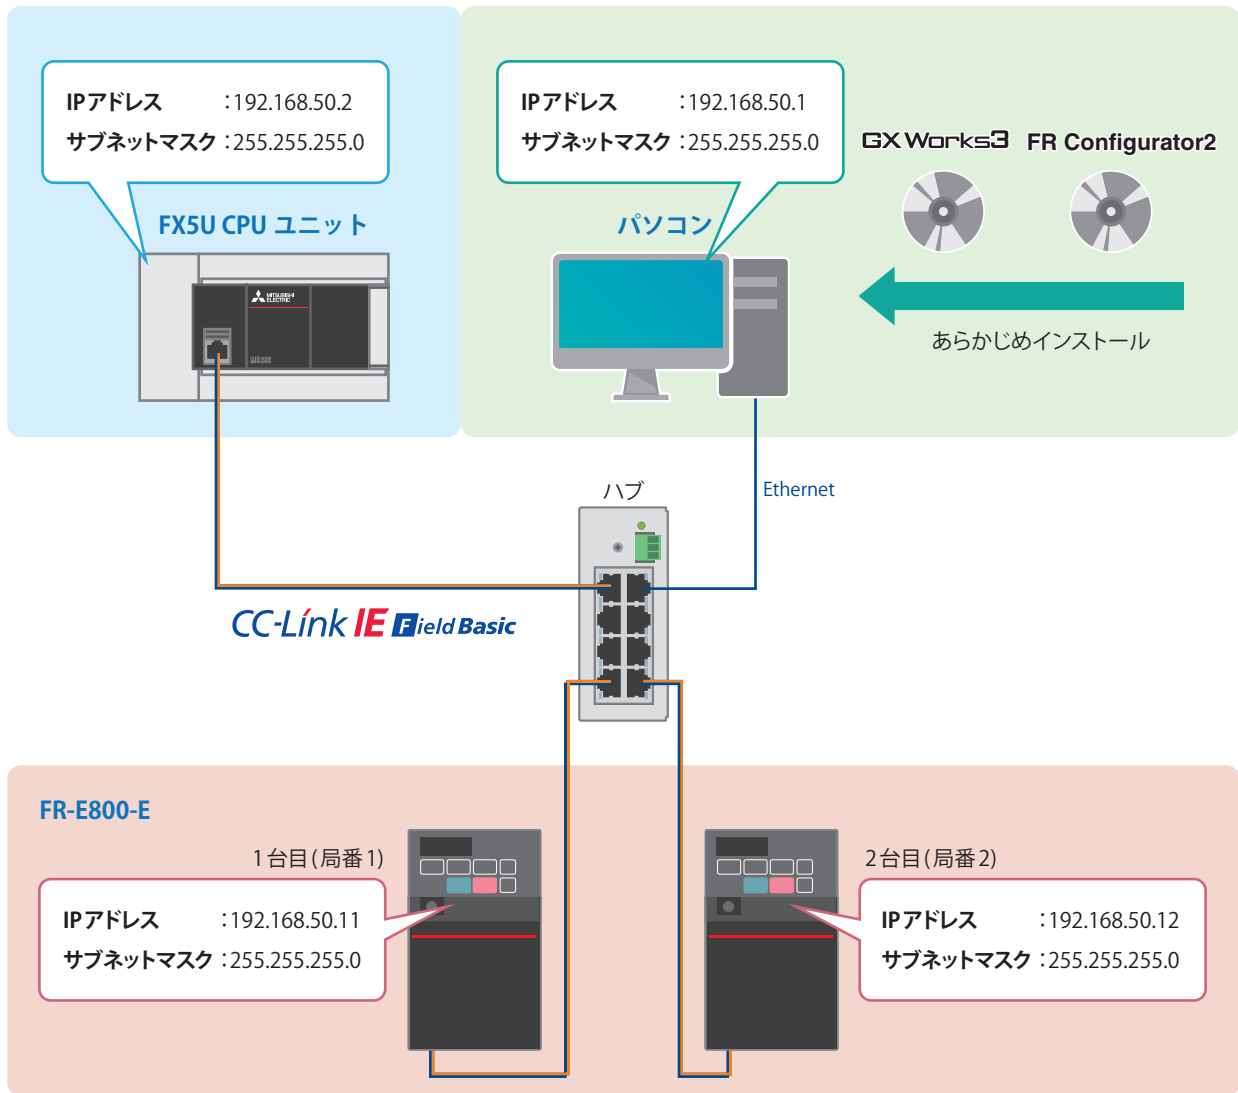 IPアドレス :192.168.50.2
サブネットマスク :255.255.255.0
FX5U CPU ユニット
MITSUBISHI
ELECTRIC
IPアドレス :192.168.50.1
サブネットマスク :255.255.255.0
パソコン
GX Works3 FR Configurator2
あらかじめインストール
ハブ
Ethernet
CC-Link IE Field Basic
FR-E800-E
1台目(局番1)
IPアドレス :192.168.50.11
サブネットマスク :255.255.255.0
2台目(局番2)
IPアドレス :192.168.50.12
サブネットマスク :255.255.255.0